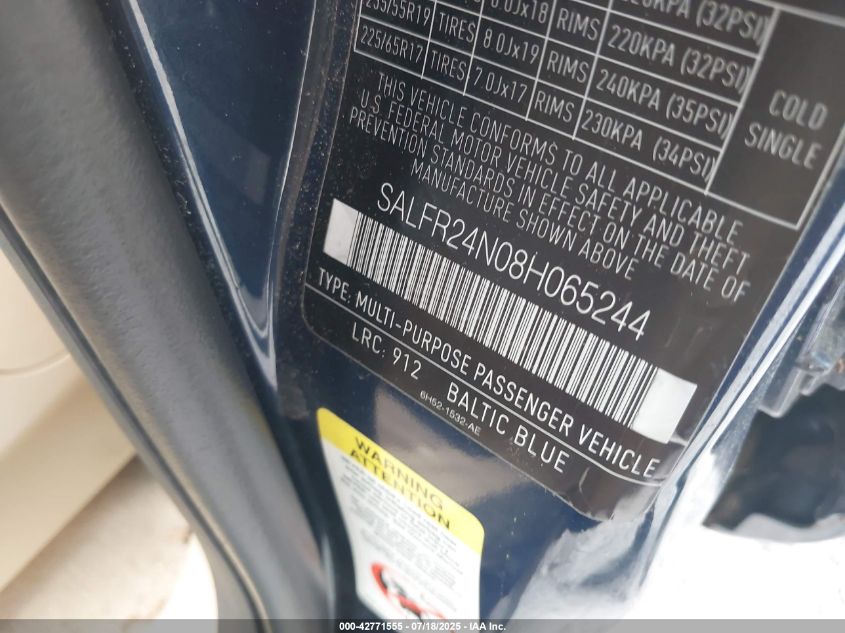 8.0Jx18 RIMS 220KPA (32PSI)
235/55R19 TIRES 8.0Jx19 RIMS 220KPA (32PSI)
225/65R17 TIRES 7.0Jx17 RIMS 240KPA (35PSI)
230KPA (34PSI)
COLD
SINGLE
THIS VEHICLE CONFORMS TO ALL APPLICABLE
U.S. FEDERAL MOTOR VEHICLE SAFETY AND THEFT
PREVENTION STANDARDS IN EFFECT ON THE DATE OF
MANUFACTURE SHOWN ABOVE
SALFR24N08H065244
TYPE: MULTI-PURPOSE PASSENGER VEHICLE
LRC: 912 BALTIC BLUE
6H52-1532-AE
WARNING
ATTENTION
000-42771555 - 07/18/2025 - IAA Inc.